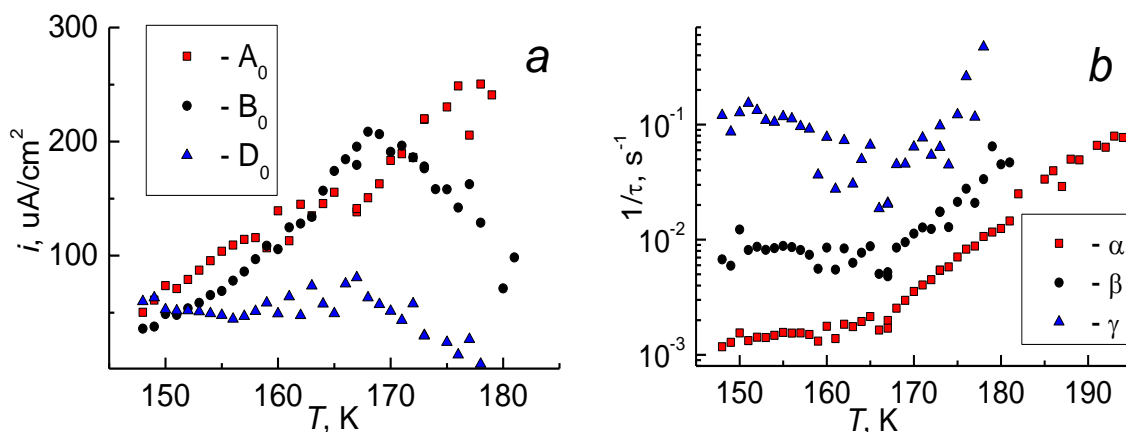 300
200
100
i, uA/cm²
- A₀
- B₀
- D₀
a
150 160 170 180
T, K
10⁻¹
10⁻²
10⁻³
1/τ, s⁻¹
b
- α
- β
- γ
150 160 170 180 190
T, K